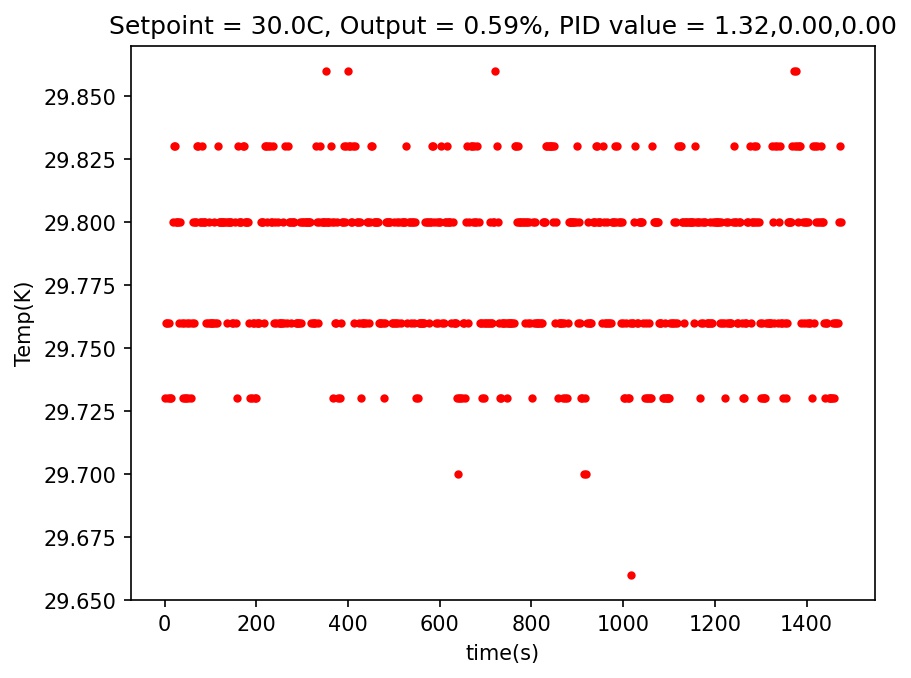 Setpoint = 30.0C, Output = 0.59%, PID value = 1.32,0.00,0.00
29.850
29.825
29.800
29.775
29.750
29.725
29.700
29.675
29.650
Temp(K)
0 200 400 600 800 1000 1200 1400
time(s)